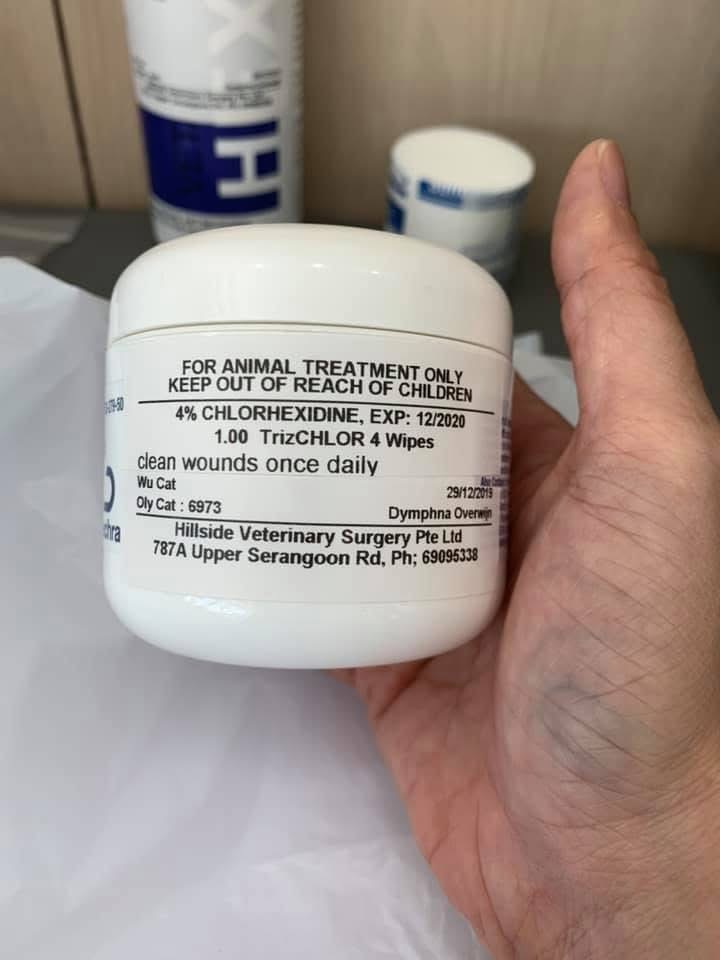 FOR ANIMAL TREATMENT ONLY
KEEP OUT OF REACH OF CHILDREN
4% CHLORHEXIDINE, EXP: 12/2020
1.00 TrizCHLOR 4 Wipes
clean wounds once daily
Wu Cat
29/12/2019
Oly Cat : 6973
Dymphna Overwijn
Hillside Veterinary Surgery Pte Ltd
787A Upper Serangoon Rd, Ph; 69095338